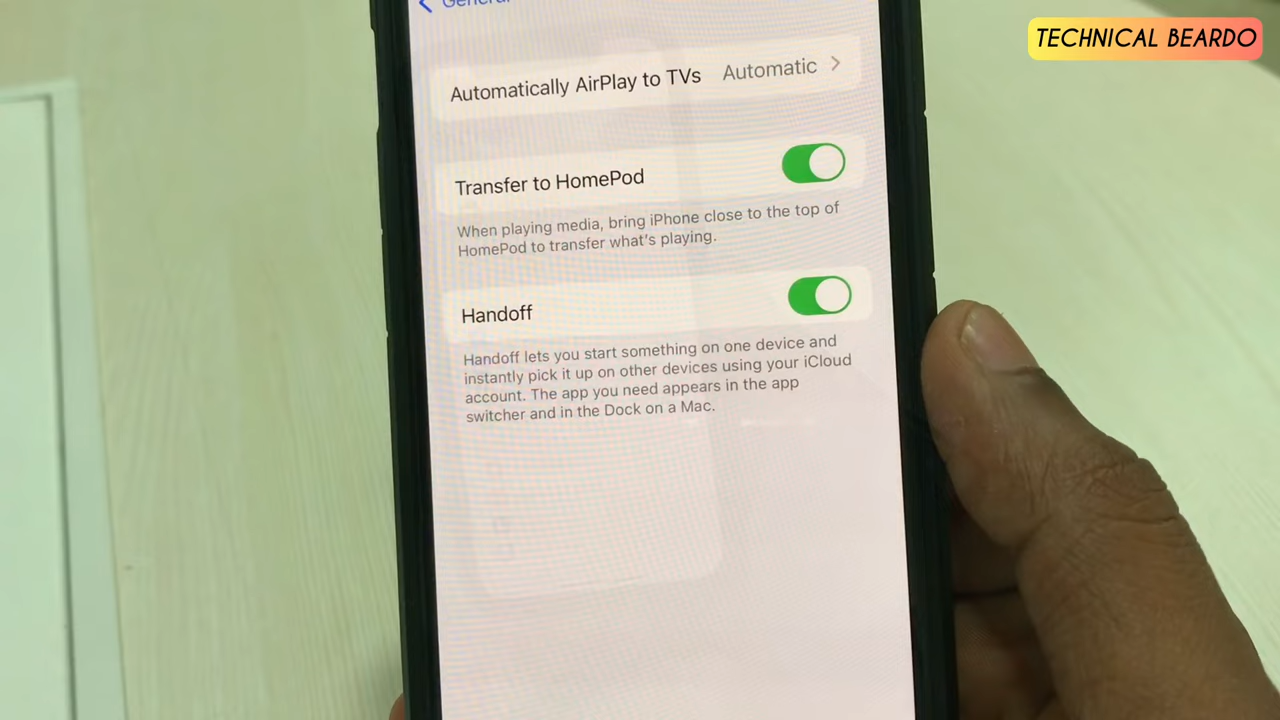 TECHNICAL BEARDO
General
Automatically AirPlay to TVs Automatic
Transfer to HomePod
When playing media, bring iPhone close to the top of
HomePod to transfer what's playing.
Handoff
Handoff lets you start something on one device and
instantly pick it up on other devices using your iCloud
account. The app you need appears in the app
switcher and in the Dock on a Mac.